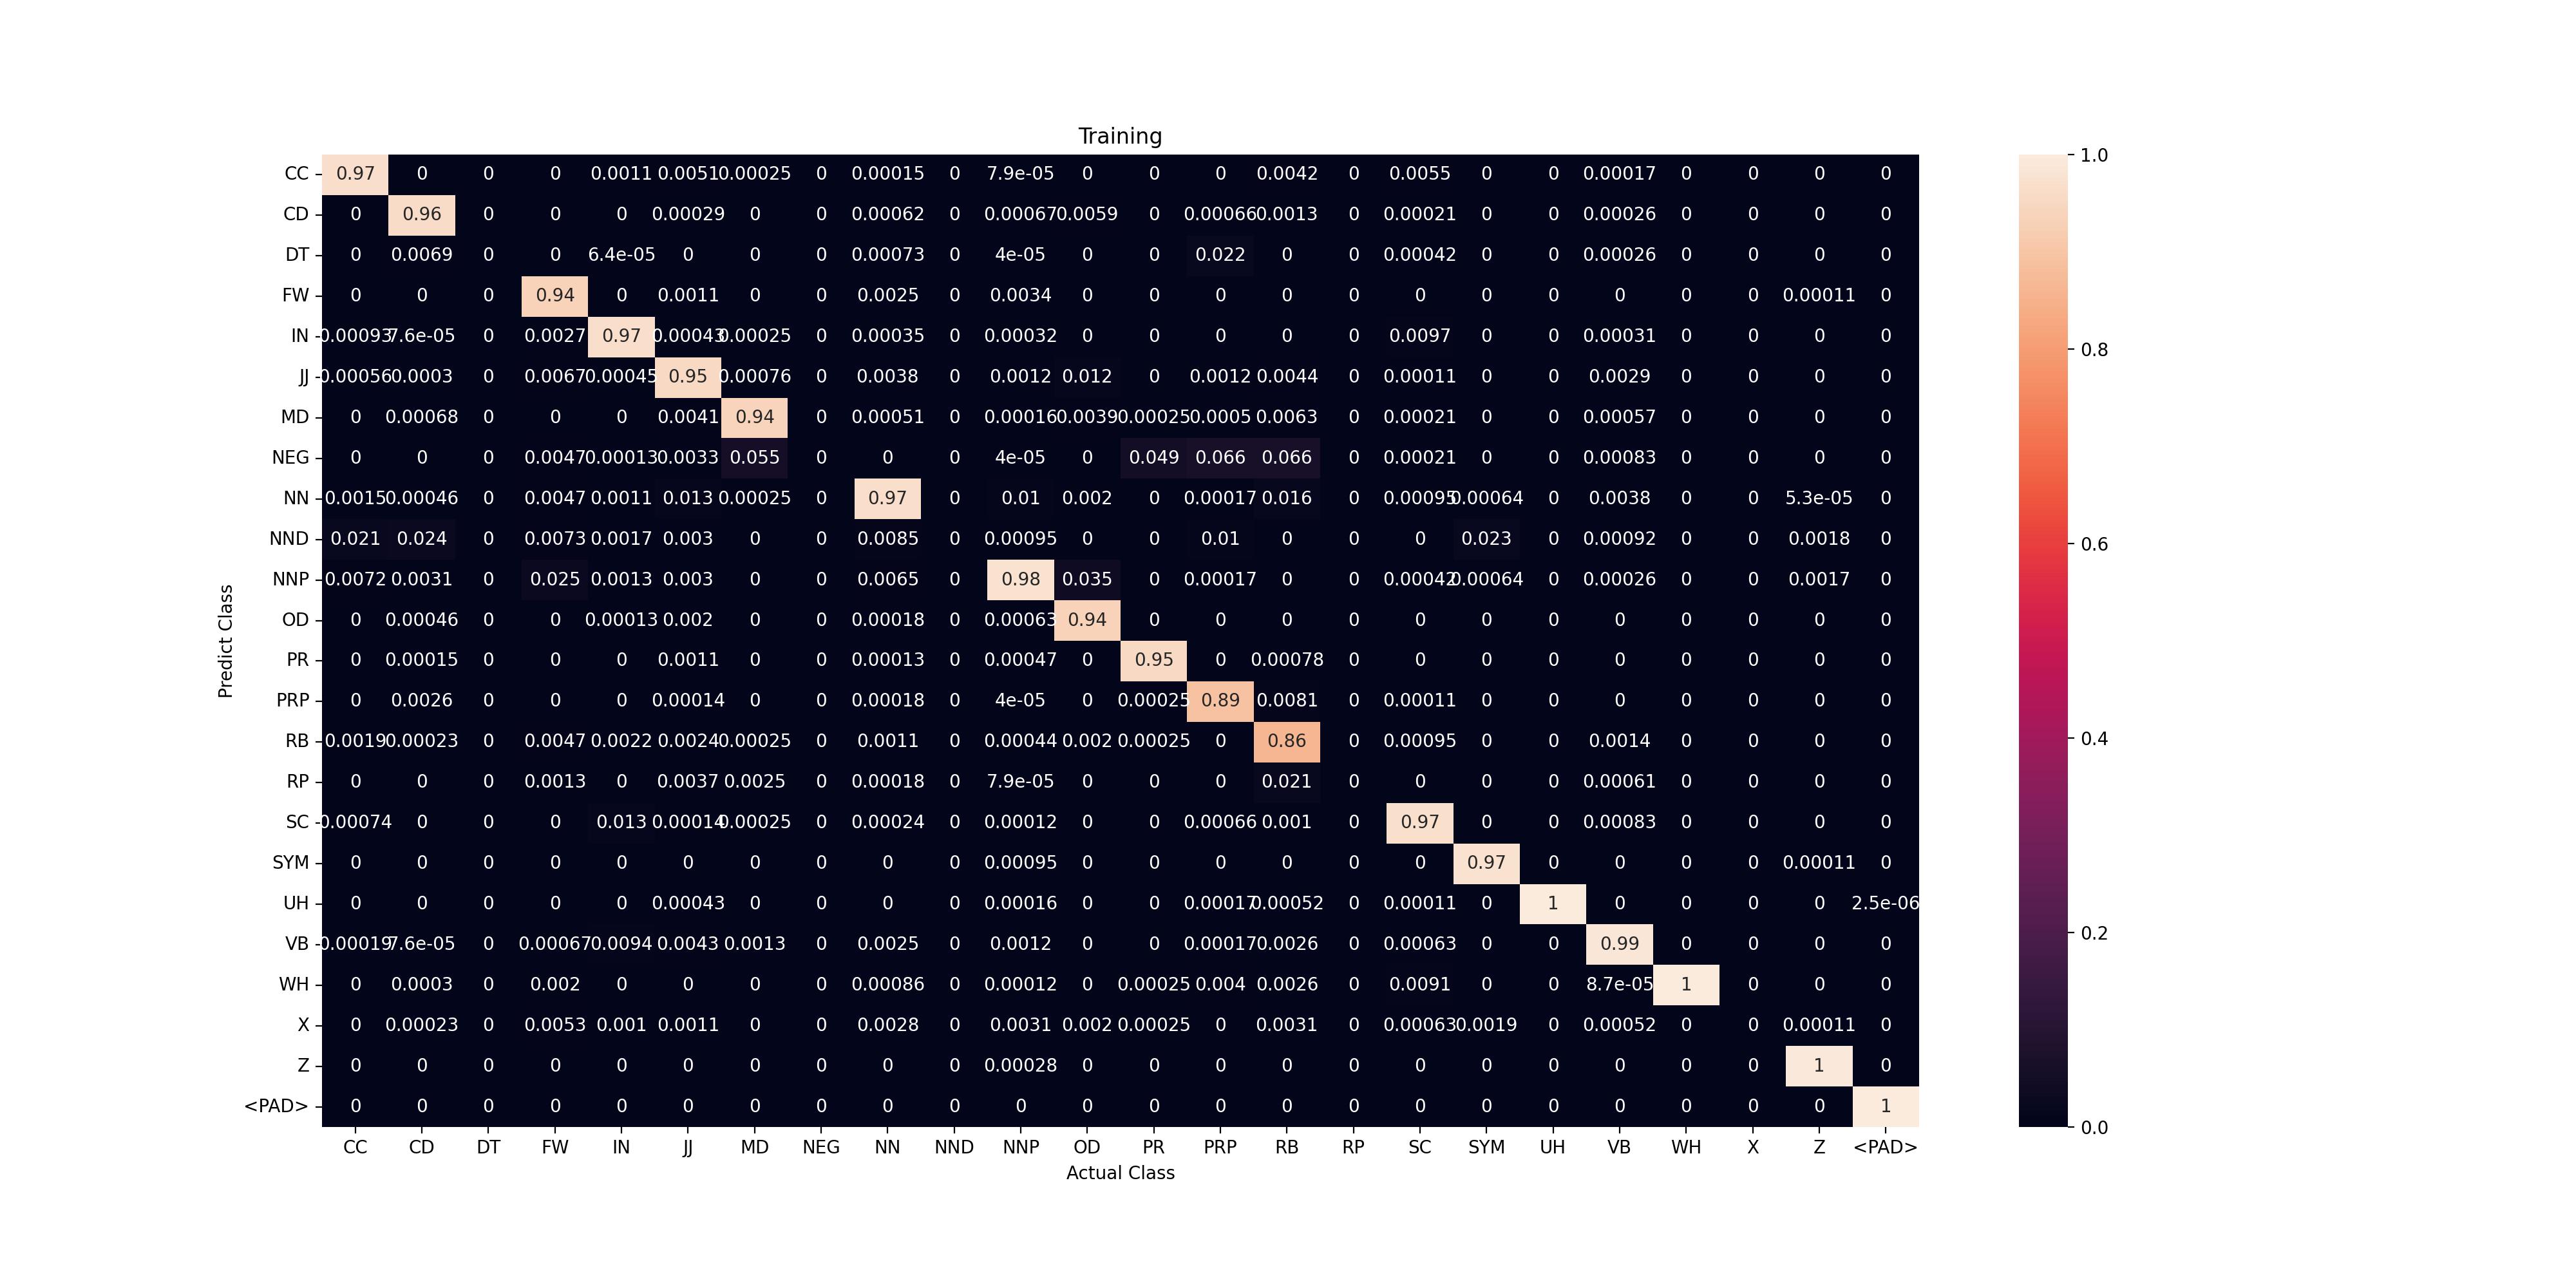 Training
CC 0.97 0 0 0 0.0011 0.0051 0.00025 0 0.00015 0 7.9e-05 0 0 0 0.0042 0 0.0055 0 0 0.00017 0 0 0 0
CD 0 0.96 0 0 0 0.00029 0 0 0.00062 0 0.00067 0.0059 0 0.00066 0.0013 0 0.00021 0 0 0.00026 0 0 0 0
DT 0 0.0069 0 0 6.4e-05 0 0 0 0.00073 0 4e-05 0 0 0.022 0 0 0.00042 0 0 0.00026 0 0 0 0
FW 0 0 0 0.94 0 0.0011 0 0 0.0025 0 0.0034 0 0 0 0 0 0 0 0 0 0 0 0.00011 0
IN 0.00093 7.6e-05 0 0.0027 0.97 0.00043 0.00025 0 0.00035 0 0.00032 0 0 0 0 0 0.0097 0 0 0.00031 0 0 0 0
JJ 0.00056 0.0003 0 0.0067 0.00045 0.95 0.00076 0 0.0038 0 0.0012 0.012 0 0.0012 0.0044 0 0.00011 0 0 0.0029 0 0 0 0
MD 0 0.00068 0 0 0 0.0041 0.94 0 0.00051 0 0.00016 0.0039 0.00025 0.0005 0.0063 0 0.00021 0 0 0.00057 0 0 0 0
NEG 0 0 0 0.0047 0.00013 0.0033 0.055 0 0 0 4e-05 0 0.049 0.066 0.066 0 0.00021 0 0 0.00083 0 0 0 0
NN 0.0015 0.00046 0 0.0047 0.0011 0.013 0.00025 0 0.97 0 0.01 0.002 0 0.00017 0.016 0 0.00095 0.00064 0 0.0038 0 0 5.3e-05 0
NND 0.021 0.024 0 0.0073 0.0017 0.003 0 0 0.0085 0 0.00095 0 0 0.01 0 0 0 0.023 0 0.00092 0 0 0.0018 0
NNP 0.0072 0.0031 0 0.025 0.0013 0.003 0 0 0.0065 0 0.98 0.035 0 0.00017 0 0 0.00042 0.00064 0 0.00026 0 0 0.0017 0
OD 0 0.00046 0 0 0.00013 0.002 0 0 0.00018 0 0.00063 0.94 0 0 0 0 0 0 0 0 0 0 0 0
PR 0 0.00015 0 0 0 0.0011 0 0 0.00013 0 0.00047 0 0.95 0 0.00078 0 0 0 0 0 0 0 0 0
PRP 0 0.0026 0 0 0 0.00014 0 0 0.00018 0 4e-05 0 0.00025 0.89 0.0081 0 0.00011 0 0 0 0 0 0 0
RB 0.0019 0.00023 0 0.0047 0.0022 0.0024 0.00025 0 0.0011 0 0.00044 0.002 0.00025 0 0.86 0 0.00095 0 0 0.0014 0 0 0 0
RP 0 0 0 0.0013 0 0.0037 0.0025 0 0.00018 0 7.9e-05 0 0 0 0.021 0 0 0 0 0.00061 0 0 0 0
SC 0.00074 0 0 0 0.013 0.00014 0.00025 0 0.00024 0 0.00012 0 0 0.00066 0.001 0 0.97 0 0 0.00083 0 0 0 0
SYM 0 0 0 0 0 0 0 0 0 0 0.00095 0 0 0 0 0 0 0.97 0 0 0 0 0.00011 0
UH 0 0 0 0 0 0.00043 0 0 0 0 0.00016 0 0 0.00017 0.00052 0 0.00011 0 1 0 0 0 0 2.5e-06
VB 0.00019 7.6e-05 0 0.00067 0.0094 0.0043 0.0013 0 0.0025 0 0.0012 0 0 0.00017 0.0026 0 0.00063 0 0 0.99 0 0 0 0
WH 0 0.0003 0 0.002 0 0 0 0 0.00086 0 0.00012 0 0.00025 0.004 0.0026 0 0.0091 0 0 8.7e-05 1 0 0 0
X 0 0.00023 0 0.0053 0.001 0.0011 0 0 0.0028 0 0.0031 0.002 0.00025 0 0.0031 0 0.00063 0.0019 0 0.00052 0 0 0.00011 0
Z 0 0 0 0 0 0 0 0 0 0 0.00028 0 0 0 0 0 0 0 0 0 0 0 1 0
<PAD> 0 0 0 0 0 0 0 0 0 0 0 0 0 0 0 0 0 0 0 0 0 0 0 1
CC CD DT FW IN JJ MD NEG NN NND NNP OD PR PRP RB RP SC SYM UH VB WH X Z <PAD>
Actual Class
Predict Class
1.0
0.8
0.6
0.4
0.2
0.0